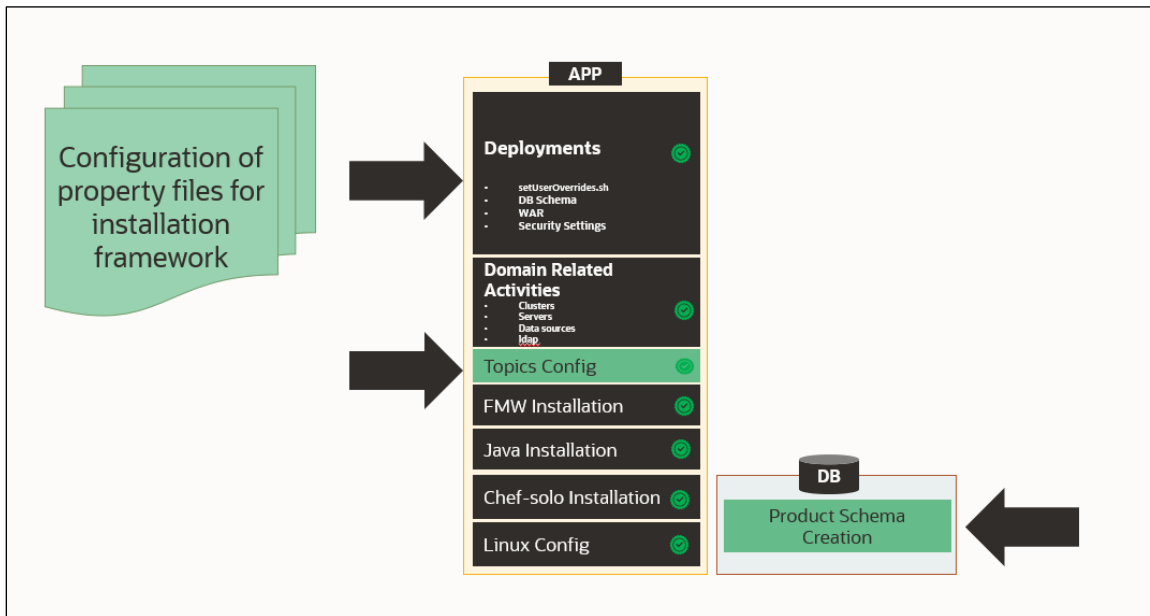 Configuration of
property files for
installation
framework
APP
Deployments
- setUserOverrides.sh
- DB Schema
- WAR
- Security Settings
Domain Related
Activities
- Clusters
- Servers
- Data sources
- ldap
Topics Config
FMW Installation
Java Installation
Chef-solo Installation
Linux Config
DB
Product Schema
Creation